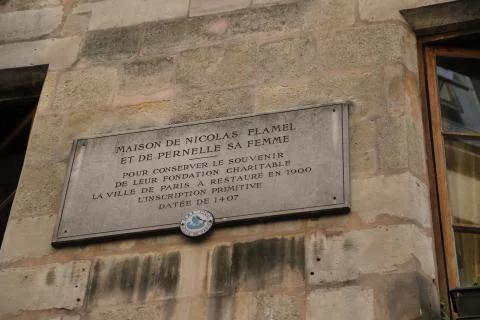 MAISON DE NICOLAS FLAMEL
ET DE PERNELLE SA FEMME
POUR CONSERVER LE SOUVENIR
DE LEUR FONDATION CHARITABLE
LA VILLE DE PARIS A RESTAURÉ EN 1900
L'INSCRIPTION PRIMITIVE
DATÉE DE 1407